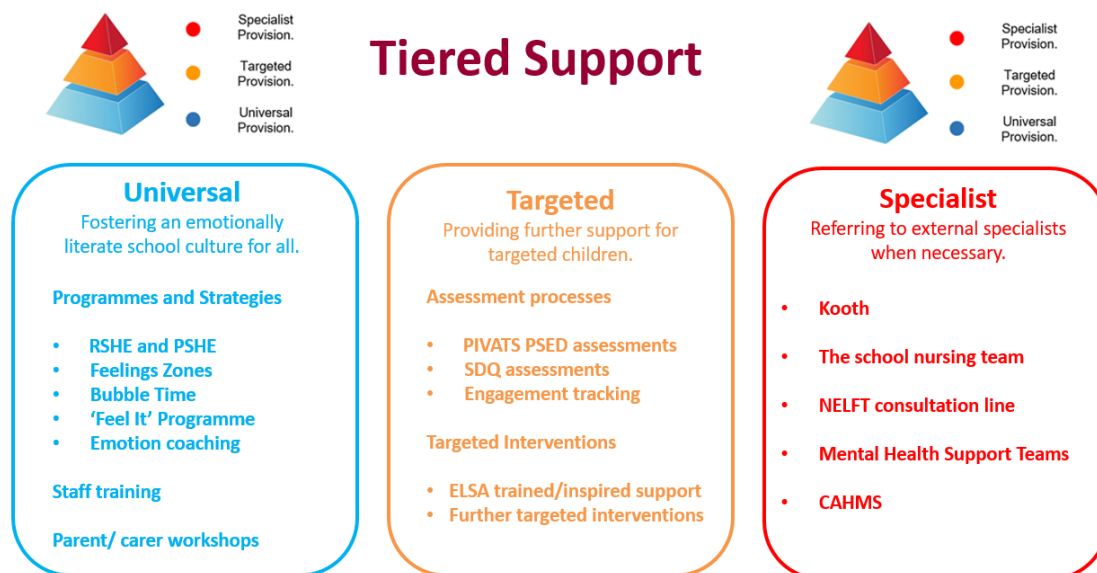 Specialist
Provision.
Targeted
Provision.
Universal
Provision.
Tiered Support
Specialist
Provision.
Targeted
Provision.
Universal
Provision.
Universal
Fostering an emotionally
literate school culture for all.
Programmes and Strategies
• RSHE and PSHE
• Feelings Zones
• Bubble Time
• ‘Feel It’ Programme
• Emotion coaching
Staff training
Parent/ carer workshops
Targeted
Providing further support for
targeted children.
Assessment processes
• PIVATS PSED assessments
• SDQ assessments
• Engagement tracking
Targeted Interventions
• ELSA trained/inspired support
• Further targeted interventions
Specialist
Referring to external specialists
when necessary.
• Kooth
• The school nursing team
• NELFT consultation line
• Mental Health Support Teams
• CAHMS